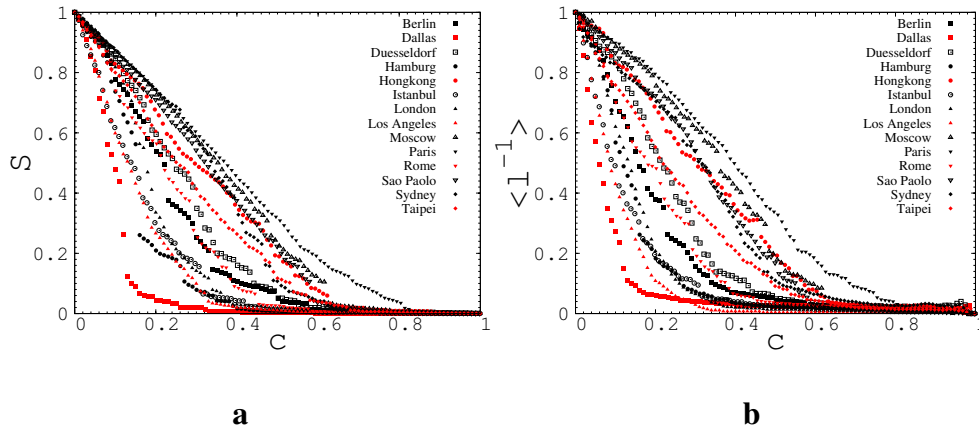 1
0.8
0.6
0.4
0.2
0
0
0.2
0.4
0.6
0.8
1
S
C
Berlin
Dallas
Duesseldorf
Hamburg
Hongkong
Istanbul
London
Los Angeles
Moscow
Paris
Rome
Sao Paolo
Sydney
Taipei
a
1
0.8
0.6
0.4
0.2
0
0
0.2
0.4
0.6
0.8
1
<l⁻¹>
C
Berlin
Dallas
Duesseldorf
Hamburg
Hongkong
Istanbul
London
Los Angeles
Moscow
Paris
Rome
Sao Paolo
Sydney
Taipei
b